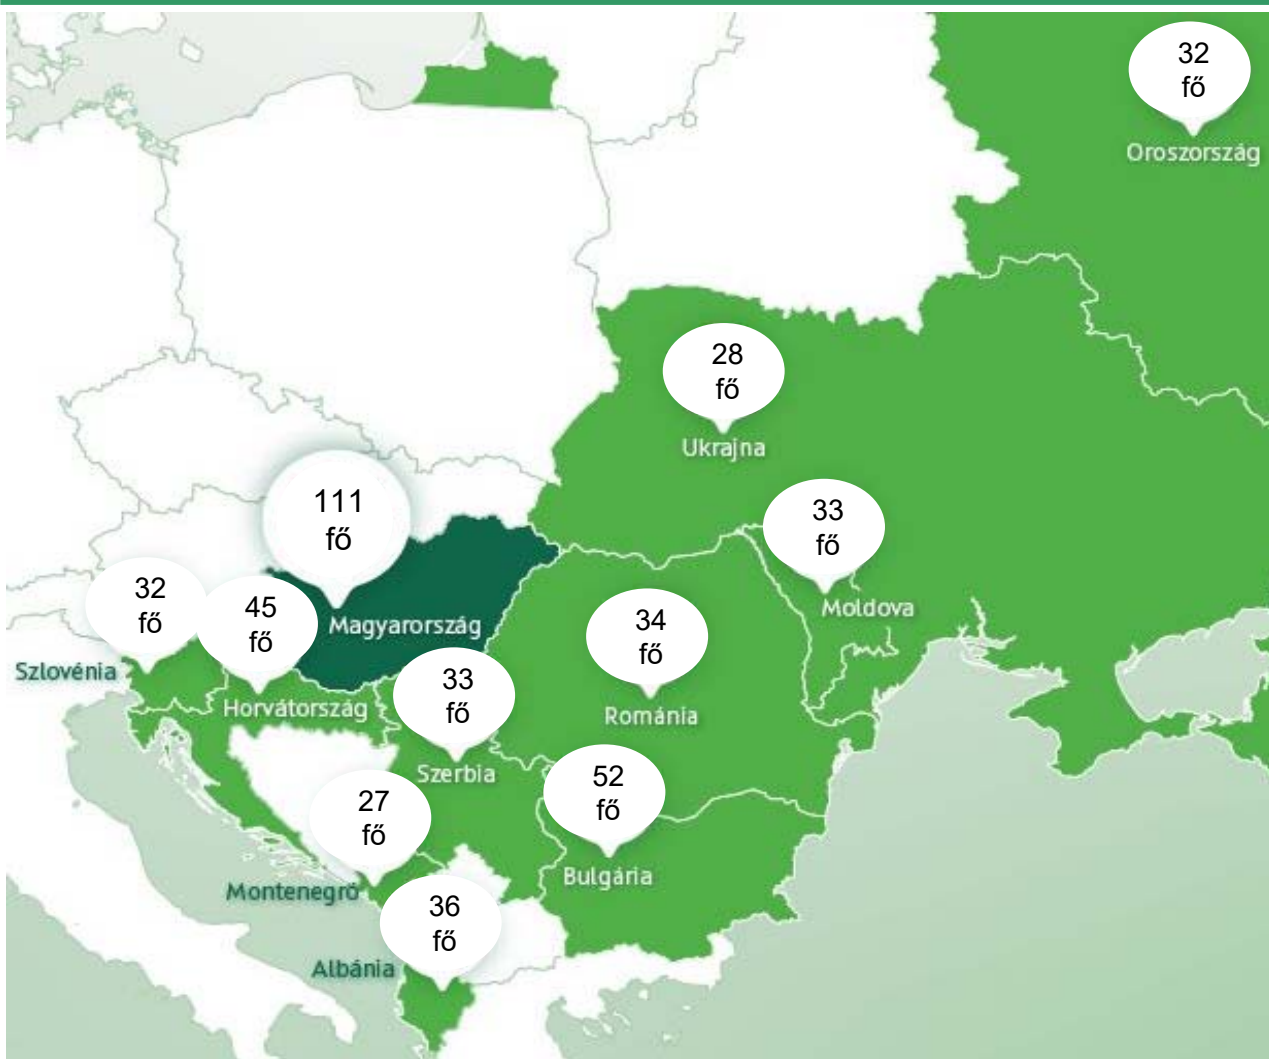 32
fő
Oroszország
28
fő
Ukrajna
111
fő
Magyarország
33
fő
Moldova
32
fő
Szlovénia
45
fő
Horvátország
34
fő
Románia
33
fő
Szerbia
52
fő
Bulgária
27
fő
Montenegró
36
fő
Albánia